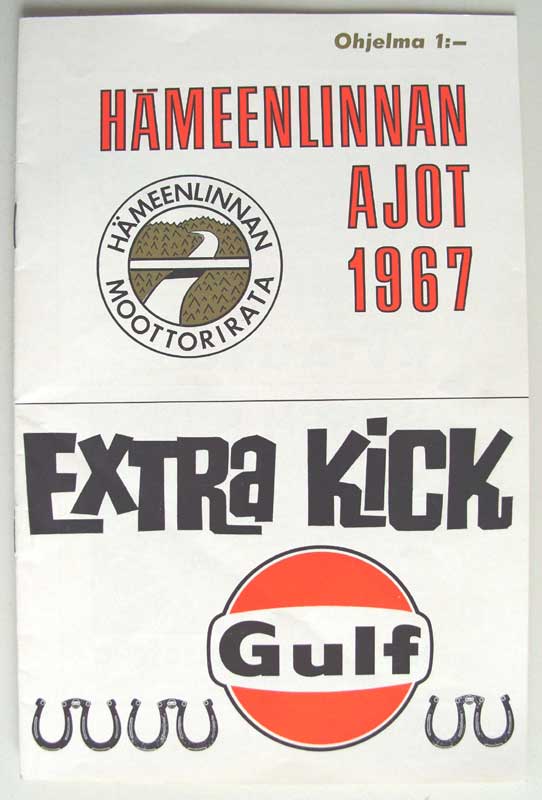 Ohjelma 1:—
HÄMEENLINNAN
AJOT
1967
HÄMEENLINNAN
MOOTTORIRATA
EXTRA KiCK
Gulf